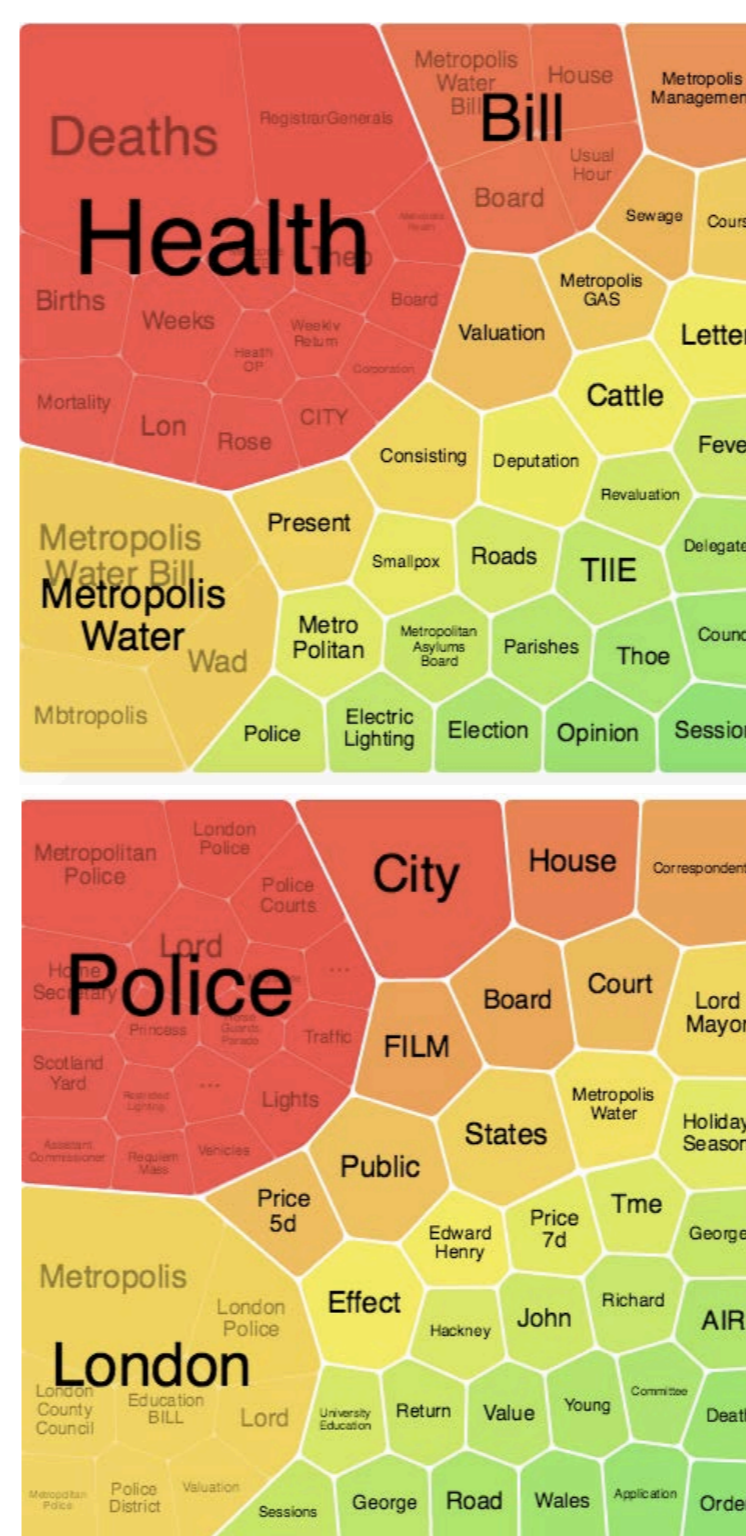 Deaths
RegistrarGenerals
Metropolis
Water
Bill
House
Bill
Metropolis
Managemen
Usual
Hour
Board
Sewage
Cours
Health
Board
Births
Weeks
Weekly
Return
Health
OP
Corporation
Mortality
Lon
Rose
CITY
Metropolis
GAS
Valuation
Letter
Cattle
Consisting
Deputation
Feve
Revaluation
Present
Smallpox
Roads
TIIE
Delegate
Metropolis
Water Bill
Metropolis
Water
Wad
Mbtropolis
Metro
Politan
Metropolitan
Asylums
Board
Parishes
Thoe
Counc
Police
Electric
Lighting
Election
Opinion
Session
Metropolitan
Police
London
Police
Police
Courts
City
House
Correspondent
Lord
Home
Secretary
Police
...
Princess
Horse
Guards
Parade
Traffic
Scotland
Yard
Restricted
Lighting
...
Lights
Assistant
Commissioner
Requiem
Mass
Vehicles
FILM
Board
Court
Lord
Mayor
States
Metropolis
Water
Holiday
Season
Public
Price
5d
Edward
Henry
Price
7d
Tme
George
Metropolis
London
Police
Effect
Hackney
John
Richard
AIR
London
London
County
Council
Education
BILL
Lord
University
Education
Return
Value
Young
Committee
Death
Metropolitan
Police
Police
District
Valuation
Sessions
George
Road
Wales
Application
Orde